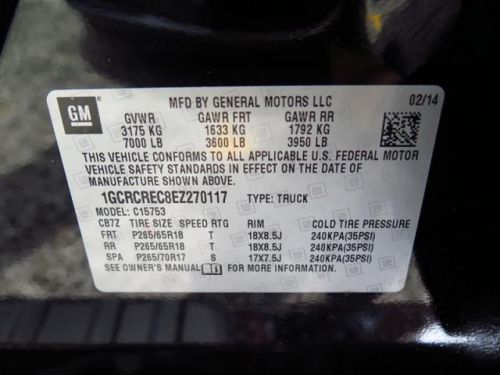 GM
MFD BY GENERAL MOTORS LLC 02/14
GVWR GAWR FRT GAWR RR
3175 KG 1633 KG 1792 KG
7000 LB 3600 LB 3950 LB
THIS VEHICLE CONFORMS TO ALL APPLICABLE U.S. FEDERAL MOTOR
VEHICLE SAFETY, BUMPER, AND THEFT PREVENTION STANDARDS
IN EFFECT ON THE DATE OF MANUFACTURE SHOWN ABOVE.
1GCRCREC8EZ270117 TYPE: TRUCK
MODEL: C15753
CB7Z TIRE SIZE SPEED RTG RIM COLD TIRE PRESSURE
FRT P265/65R18 T 18X8.5J 240KPA(35PSI)
RR P265/65R18 T 18X8.5J 240KPA(35PSI)
SPA P265/70R17 S 17X7.5J 240KPA(35PSI)
SEE OWNER'S MANUAL FOR MORE INFORMATION.